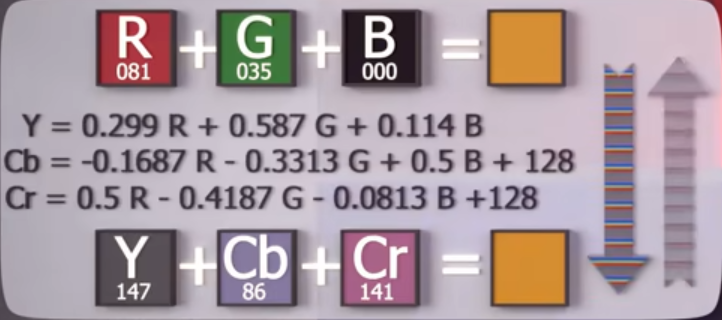 R + G + B =
081 035 000
Y = 0.299 R + 0.587 G + 0.114 B
Cb = -0.1687 R - 0.3313 G + 0.5 B + 128
Cr = 0.5 R - 0.4187 G - 0.0813 B +128
Y + Cb + Cr =
147 86 141